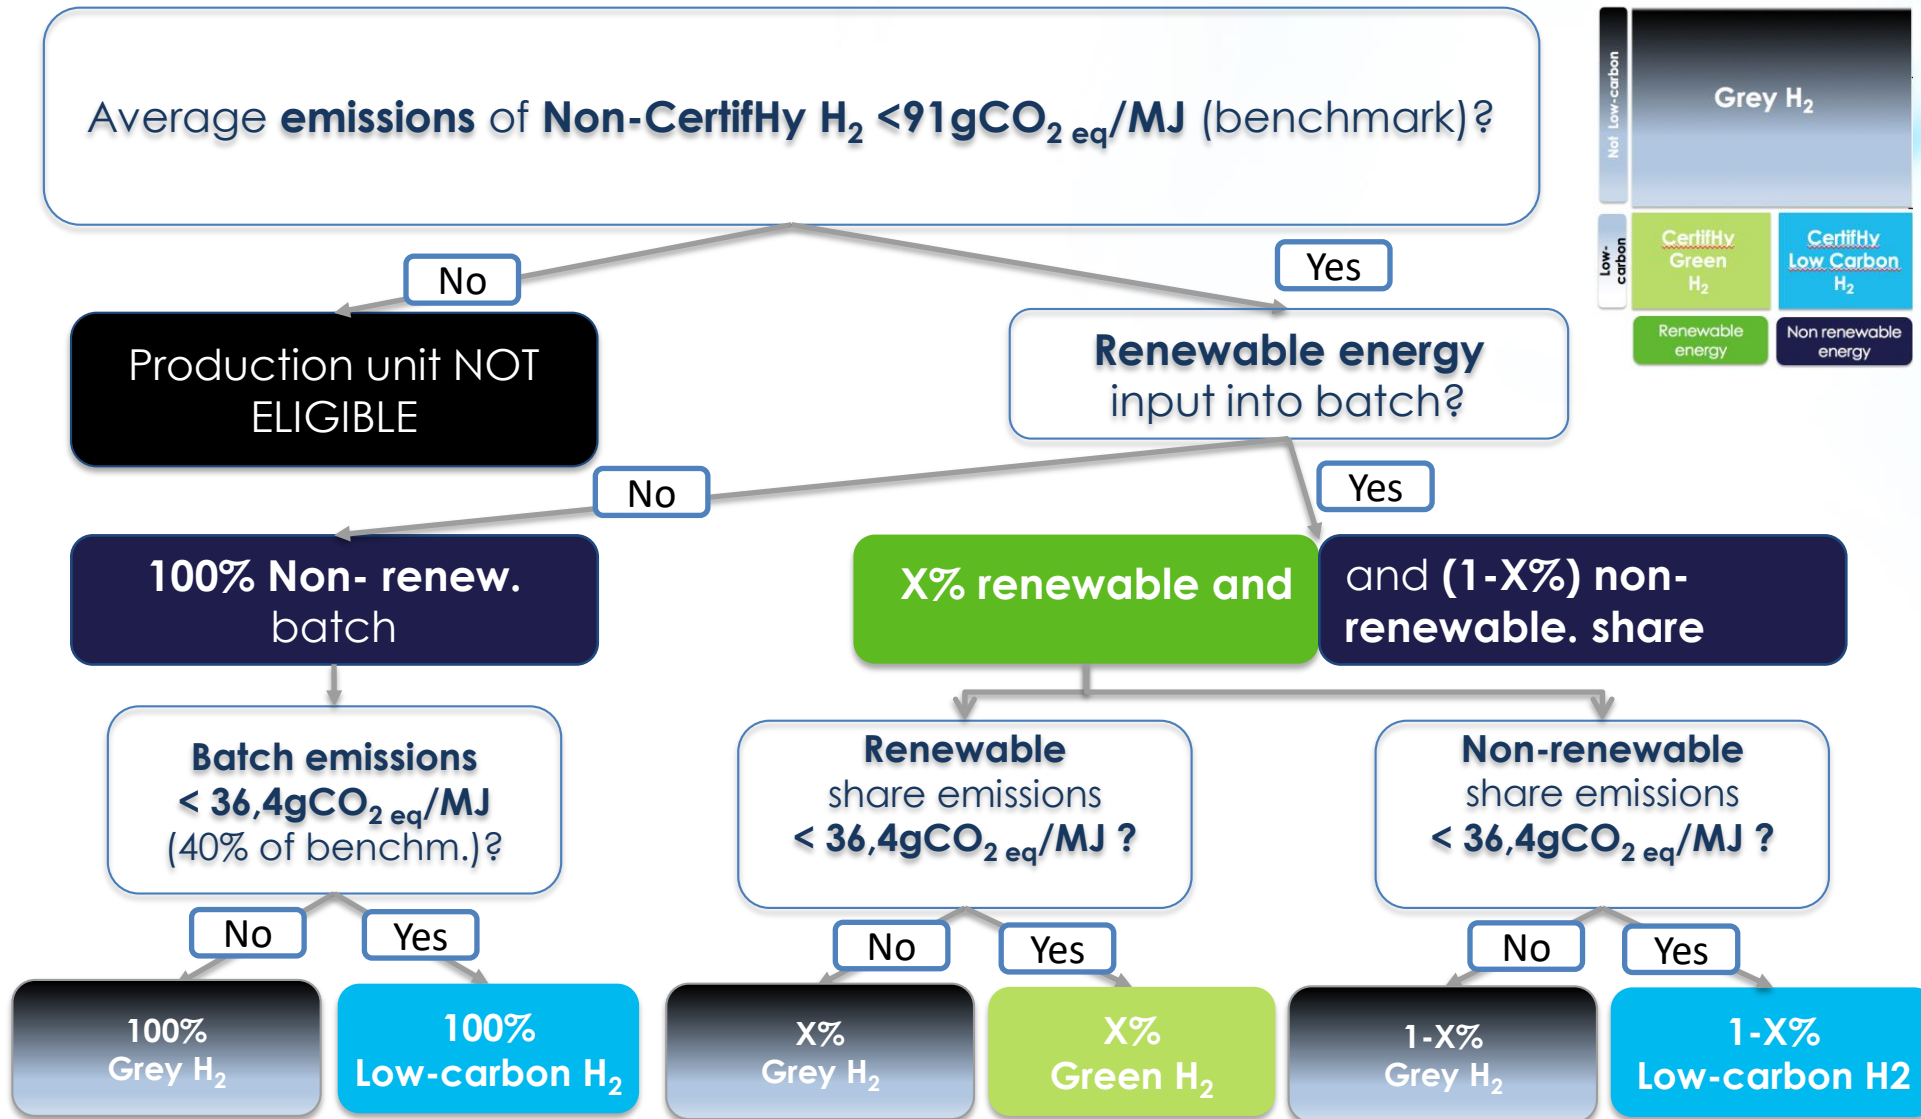 Average emissions of Non-CertifHy H₂ <91gCO₂ eq/MJ (benchmark)?
Not Low-carbon
Grey H₂
Low-
carbon
CertifHy
Green
H₂
CertifHy
Low Carbon
H₂
Renewable
energy
Non renewable
energy
No
Yes
Production unit NOT
ELIGIBLE
Renewable energy
input into batch?
No
Yes
100% Non- renew.
batch
X% renewable and
and (1-X%) non-
renewable. share
Batch emissions
< 36,4gCO₂ eq/MJ
(40% of benchm.)?
Renewable
share emissions
< 36,4gCO₂ eq/MJ ?
Non-renewable
share emissions
< 36,4gCO₂ eq/MJ ?
No
Yes
No
Yes
No
Yes
100%
Grey H₂
100%
Low-carbon H₂
X%
Grey H₂
X%
Green H₂
1-X%
Grey H₂
1-X%
Low-carbon H2